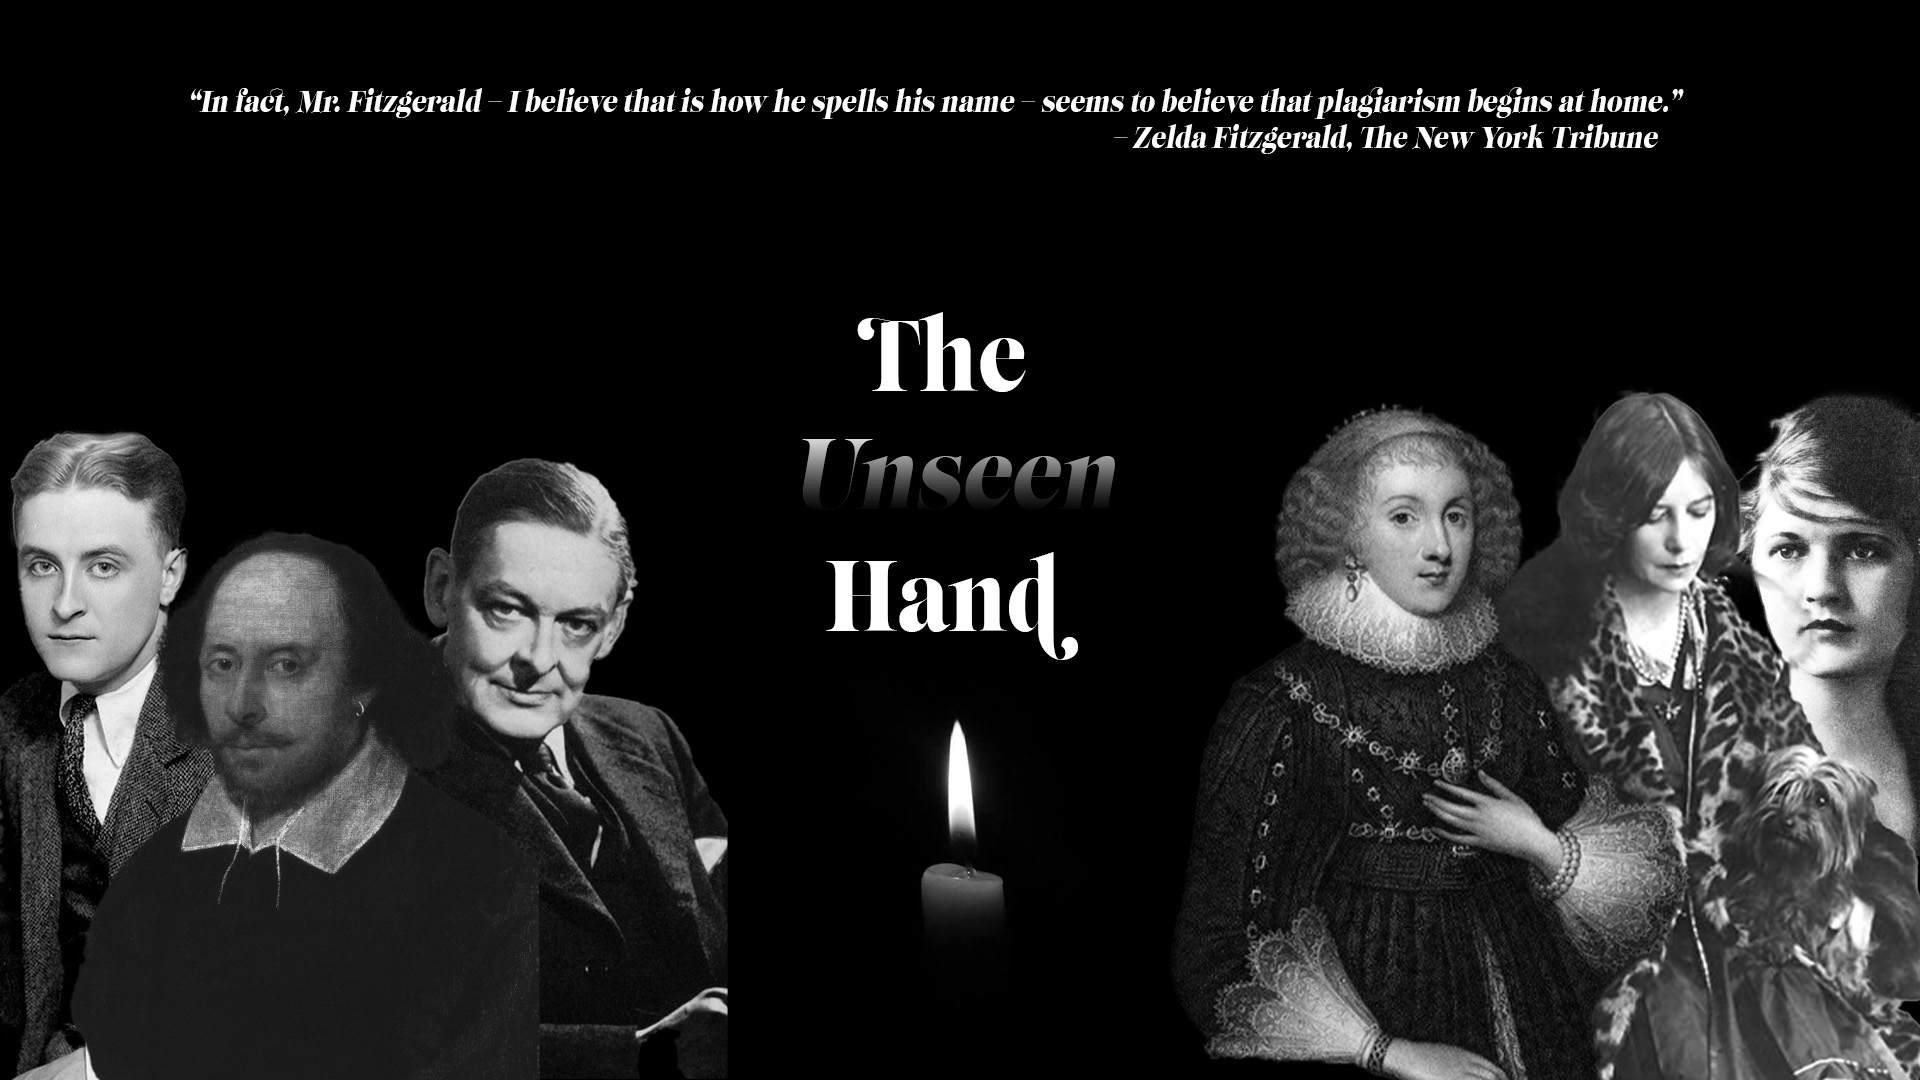 “In fact, Mr. Fitzgerald – I believe that is how he spells his name – seems to believe that plagiarism begins at home.”
– Zelda Fitzgerald, The New York Tribune
The
Unseen
Hand